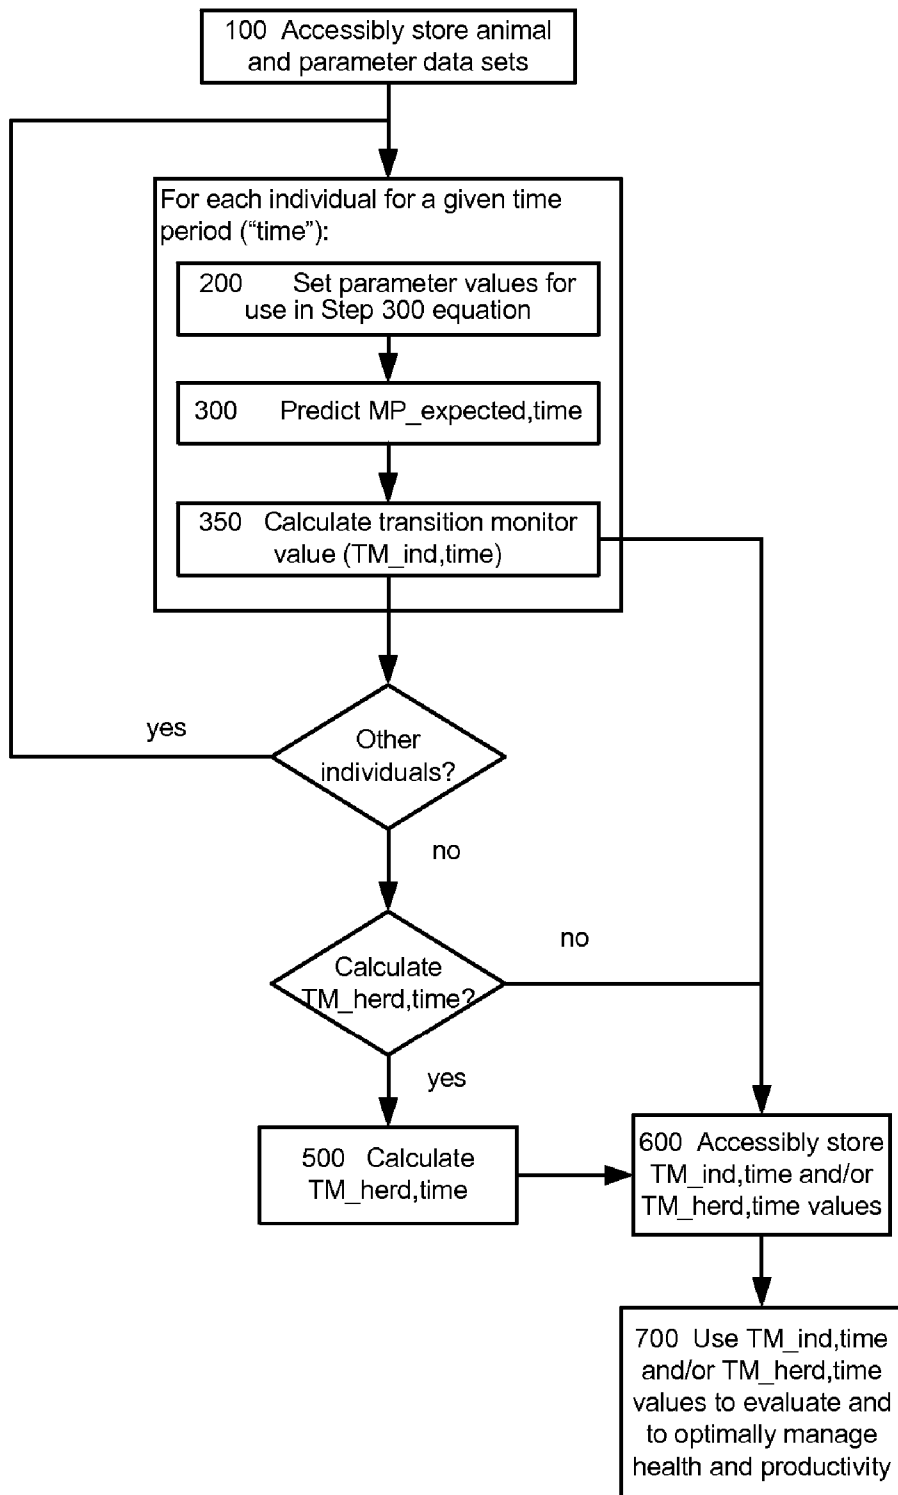 100 Accessibly store animal
and parameter data sets
For each individual for a given time
period (“time”):
200 Set parameter values for
use in Step 300 equation
300 Predict MP_expected,time
350 Calculate transition monitor
value (TM_ind,time)
yes
Other
individuals?
no
no
Calculate
TM_herd,time?
yes
500 Calculate
TM_herd,time
600 Accessibly store
TM_ind,time and/or
TM_herd,time values
700 Use TM_ind,time
and/or TM_herd,time
values to evaluate and
to optimally manage
health and productivity